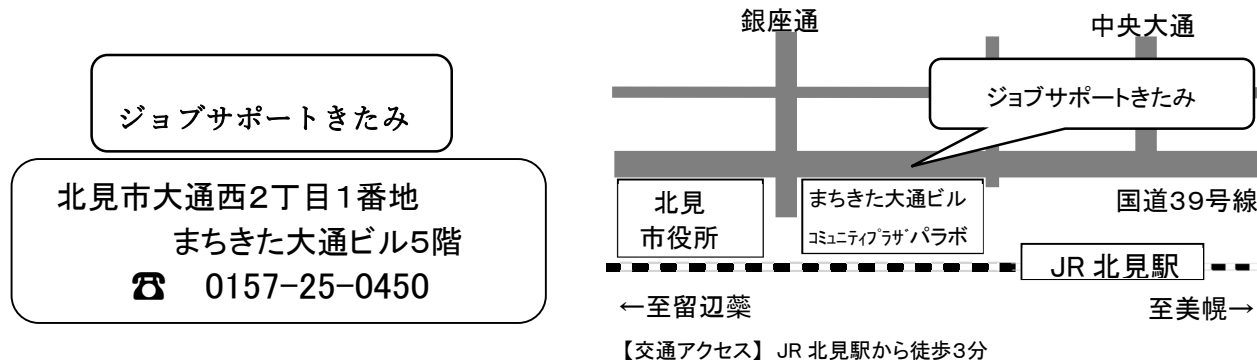 ジョブサポートきたみ
北見市大通西2丁目1番地
まちきた大通ビル5階
☎ 0157-25-0450
銀座通
中央大通
ジョブサポートきたみ
北見
市役所
まちきた大通ビル
コミュニティプラザパラボ
国道39号線
JR 北見駅
←至留辺蘂
至美幌→
【交通アクセス】 JR 北見駅から徒歩3分